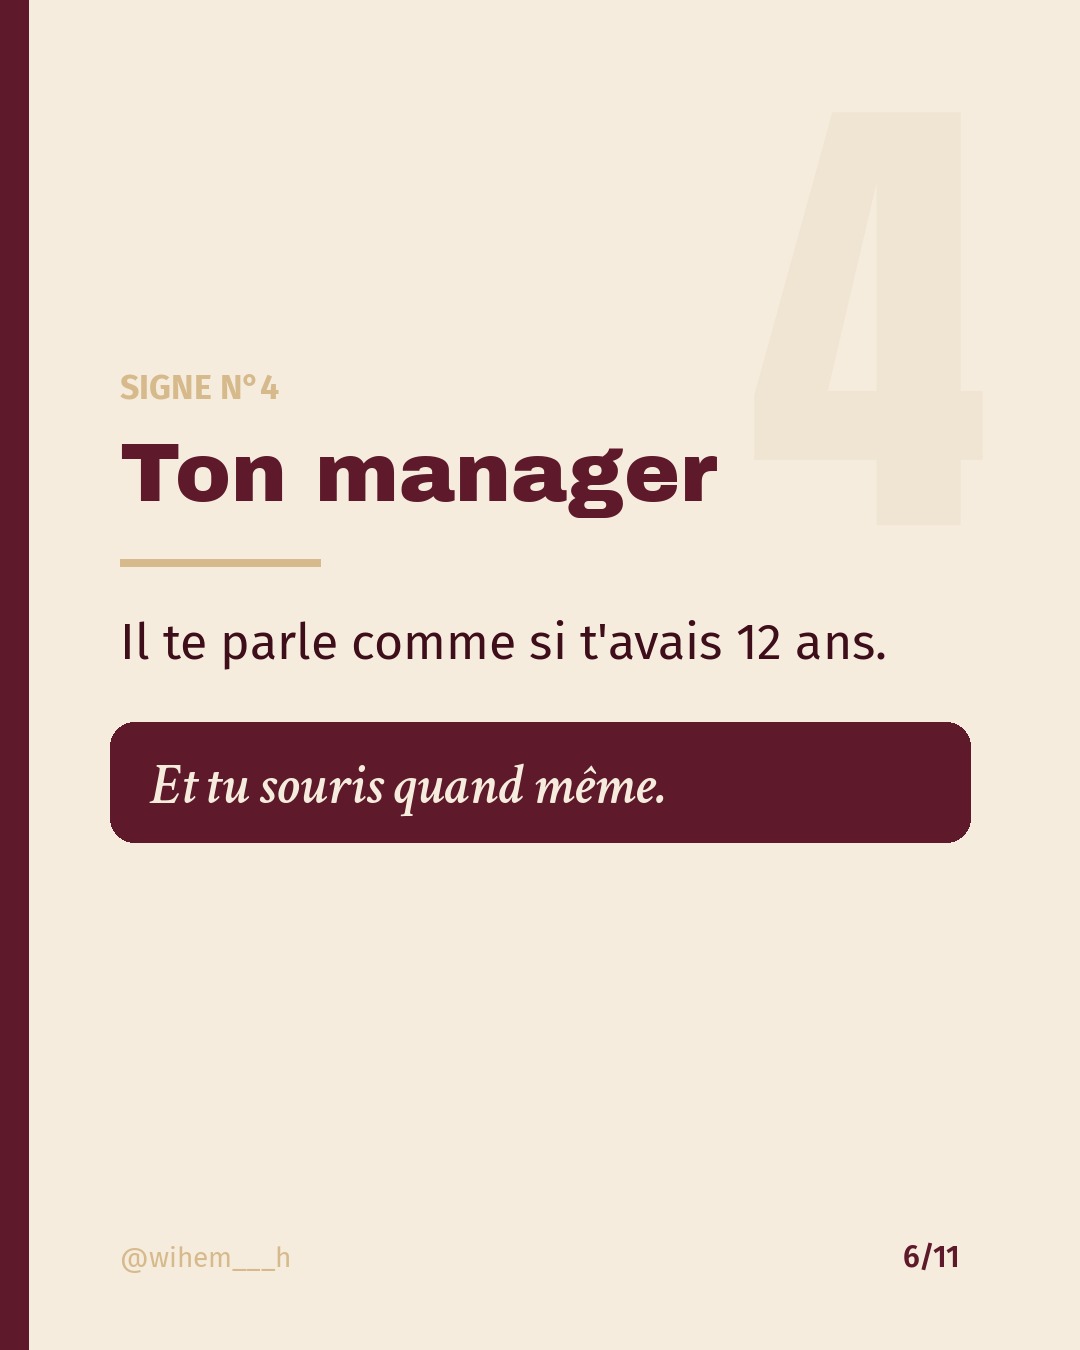 4
SIGNE N°4
Ton manager
Il te parle comme si t'avais 12 ans.
Et tu souris quand même.
@wihem___h
6/11